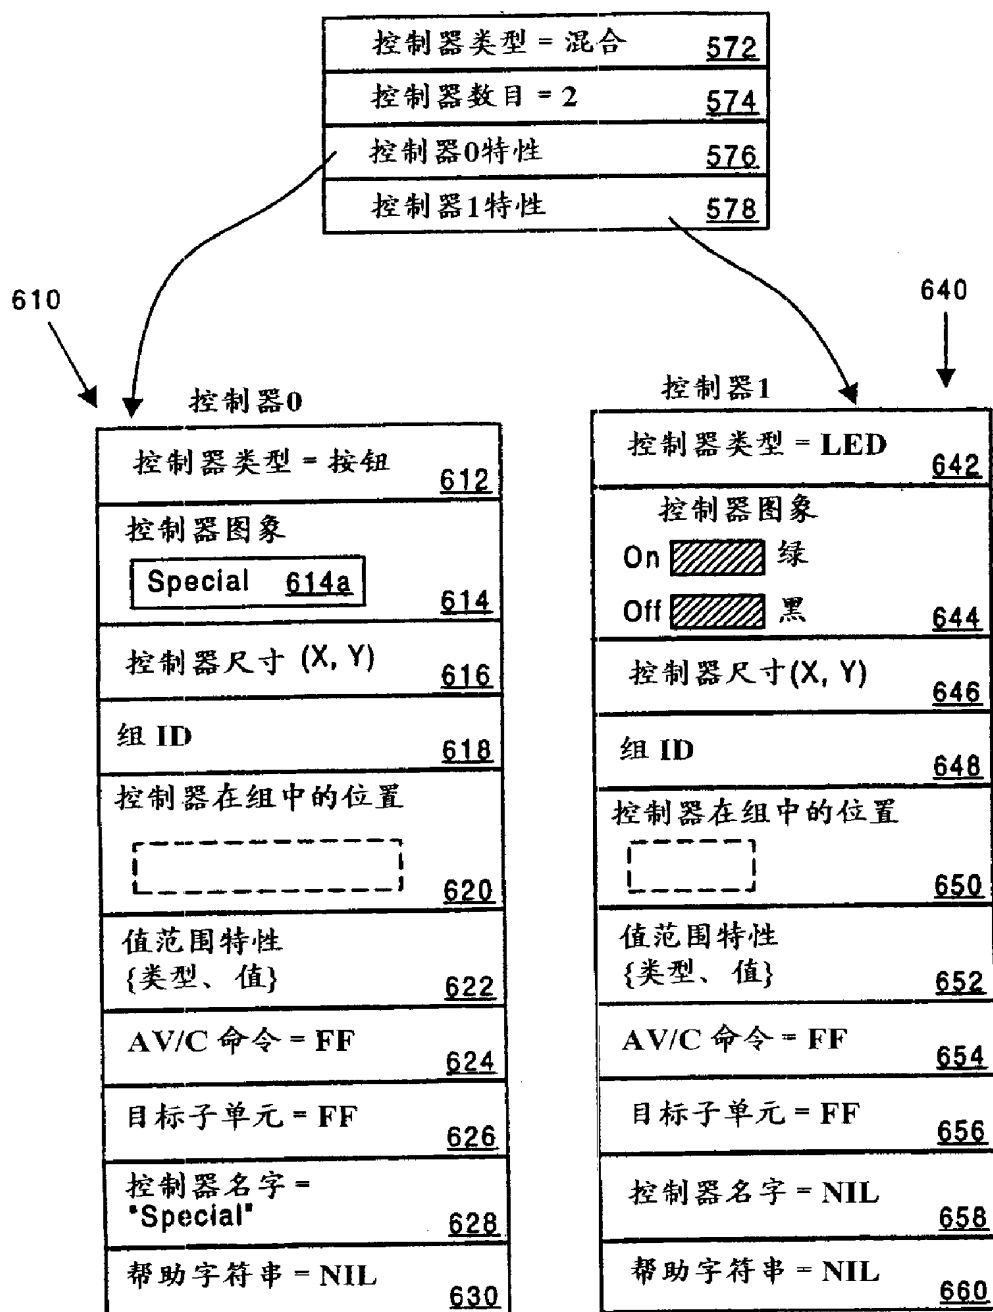 控制器类型 = 混合 572
控制器数目 = 2 574
控制器0特性 576
控制器1特性 578
610
640
控制器0
控制器类型 = 按钮 612
控制器图象
Special 614a
614
控制器尺寸 (X, Y) 616
组 ID 618
控制器在组中的位置
620
值范围特性
{类型、值} 622
AV/C 命令 = FF 624
目标子单元 = FF 626
控制器名字 =
"Special" 628
帮助字符串 = NIL 630
控制器1
控制器类型 = LED 642
控制器图象
On 绿
Off 黑 644
控制器尺寸(X, Y) 646
组 ID 648
控制器在组中的位置
650
值范围特性
{类型、值} 652
AV/C 命令 = FF 654
目标子单元 = FF 656
控制器名字 = NIL 658
帮助字符串 = NIL 660